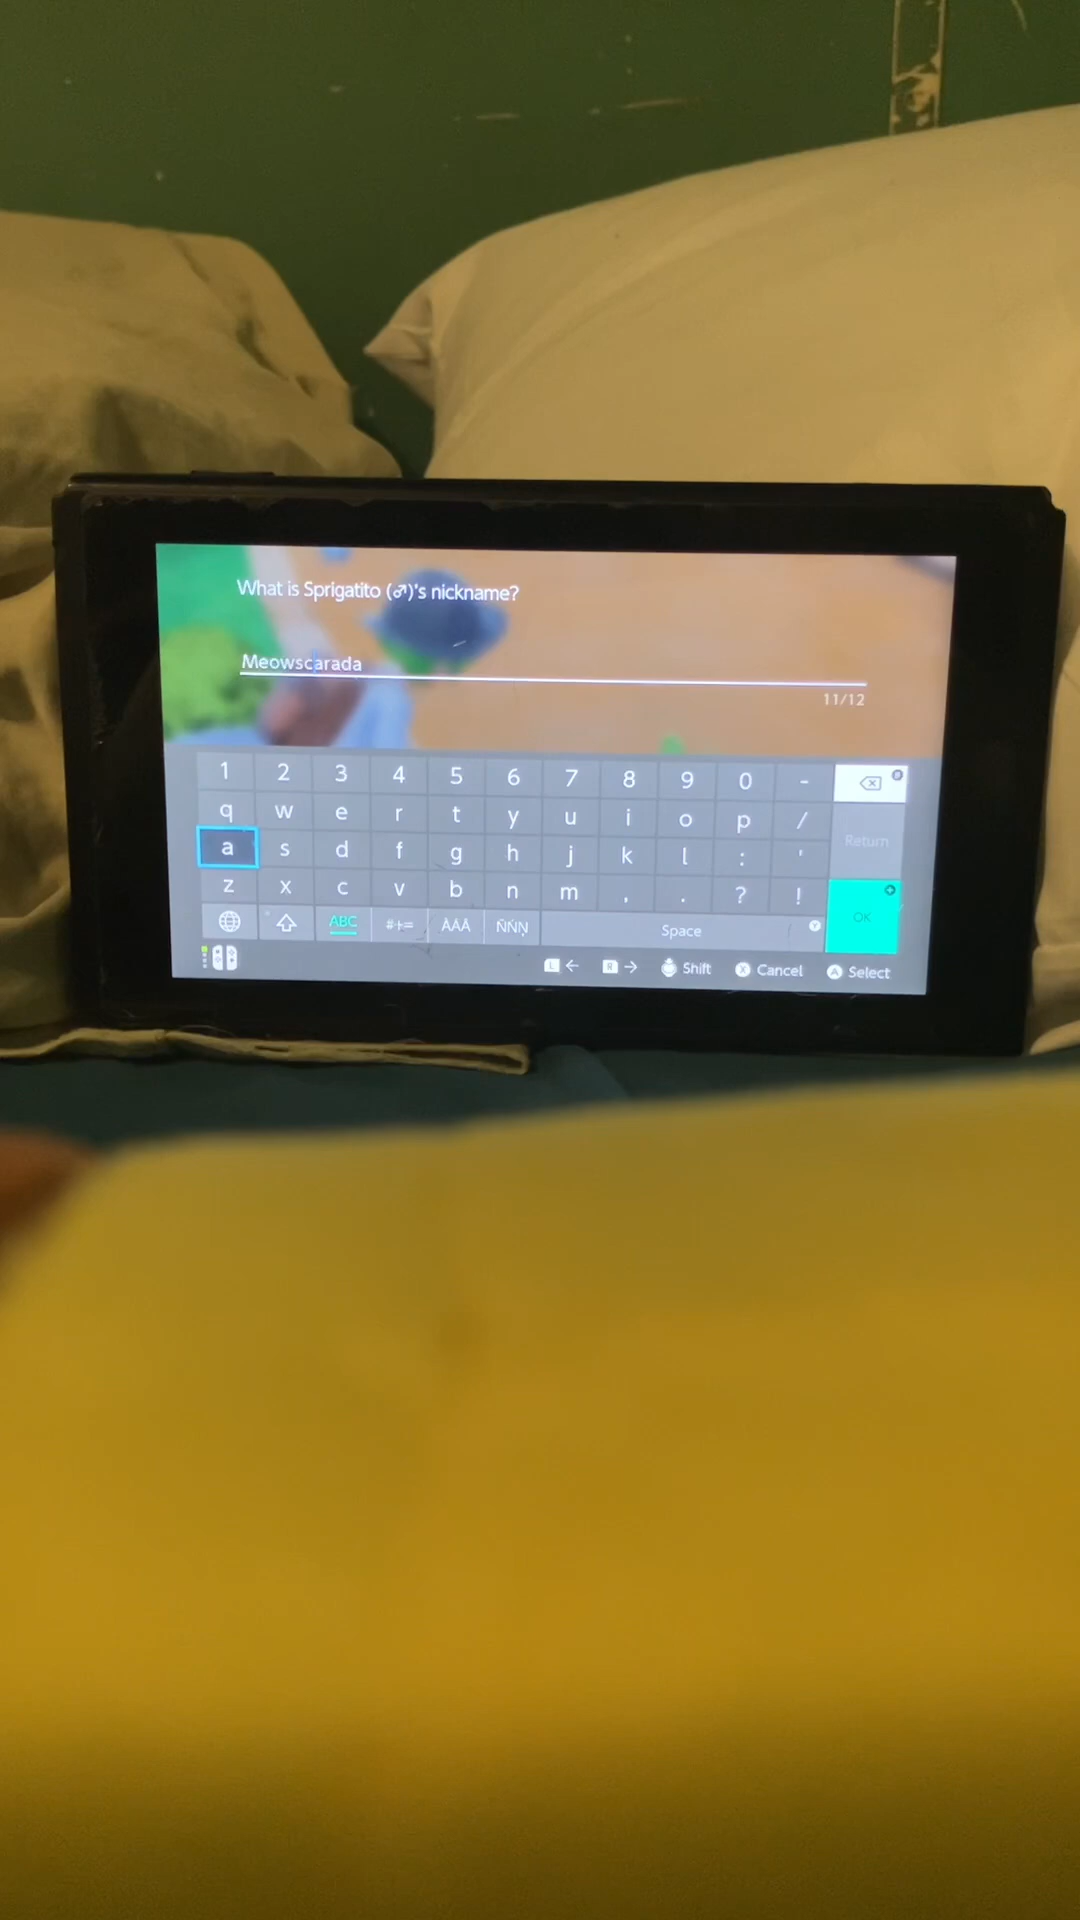 What is Sprigatito (♂)'s nickname?
Meowscarada
11/12
1 2 3 4 5 6 7 8 9 0 -
q w e r t y u i o p /
Return
a s d f g h j k l : '
z x c v b n m , . ? !
OK
ABC #+= ÀÁÂ ÑŃŅ Space
L ← R → Shift X Cancel A Select